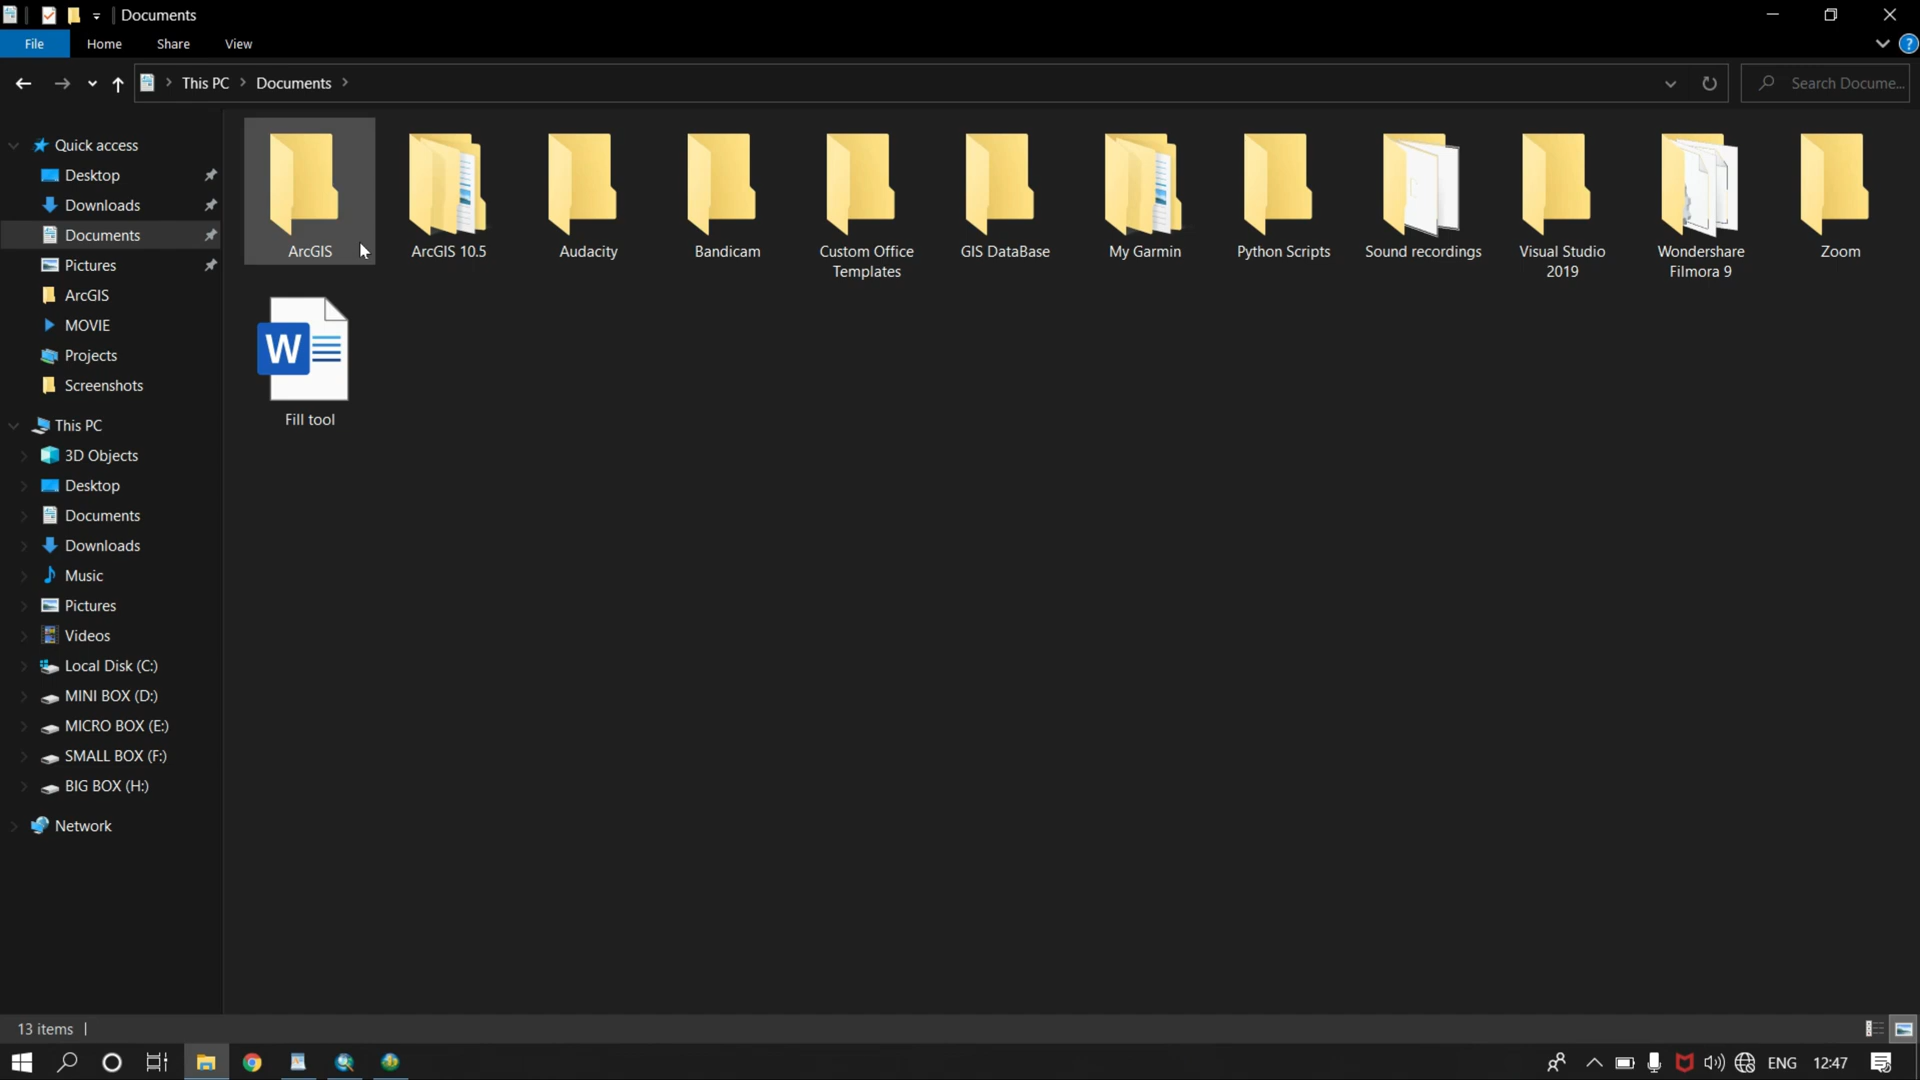 Documents
File Home Share View
This PC Documents
Search Docume...
Quick access
Desktop
Downloads
Documents
Pictures
ArcGIS
MOVIE
Projects
Screenshots
This PC
3D Objects
Desktop
Documents
Downloads
Music
Pictures
Videos
Local Disk (C:)
MINI BOX (D:)
MICRO BOX (E:)
SMALL BOX (F:)
BIG BOX (H:)
Network
ArcGIS
ArcGIS 10.5
Audacity
Bandicam
Custom Office
Templates
GIS DataBase
My Garmin
Python Scripts
Sound recordings
Visual Studio
2019
Wondershare
Filmora 9
Zoom
W
Fill tool
13 items
ENG 12:47